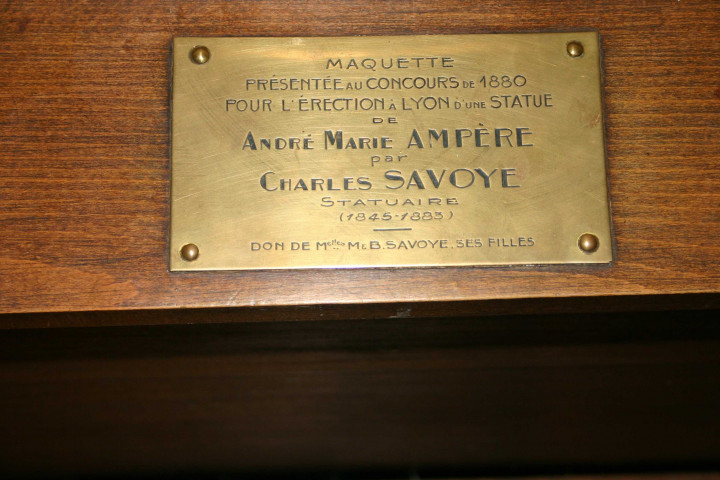 MAQUETTE
PRÉSENTÉE AU CONCOURS DE 1880
POUR L'ÉRECTION À LYON D'UNE STATUE
DE
ANDRÉ MARIE AMPÈRE
par
CHARLES SAVOYE
STATUAIRE
(1845-1883)
DON DE Melles M & B. SAVOYE, SES FILLES